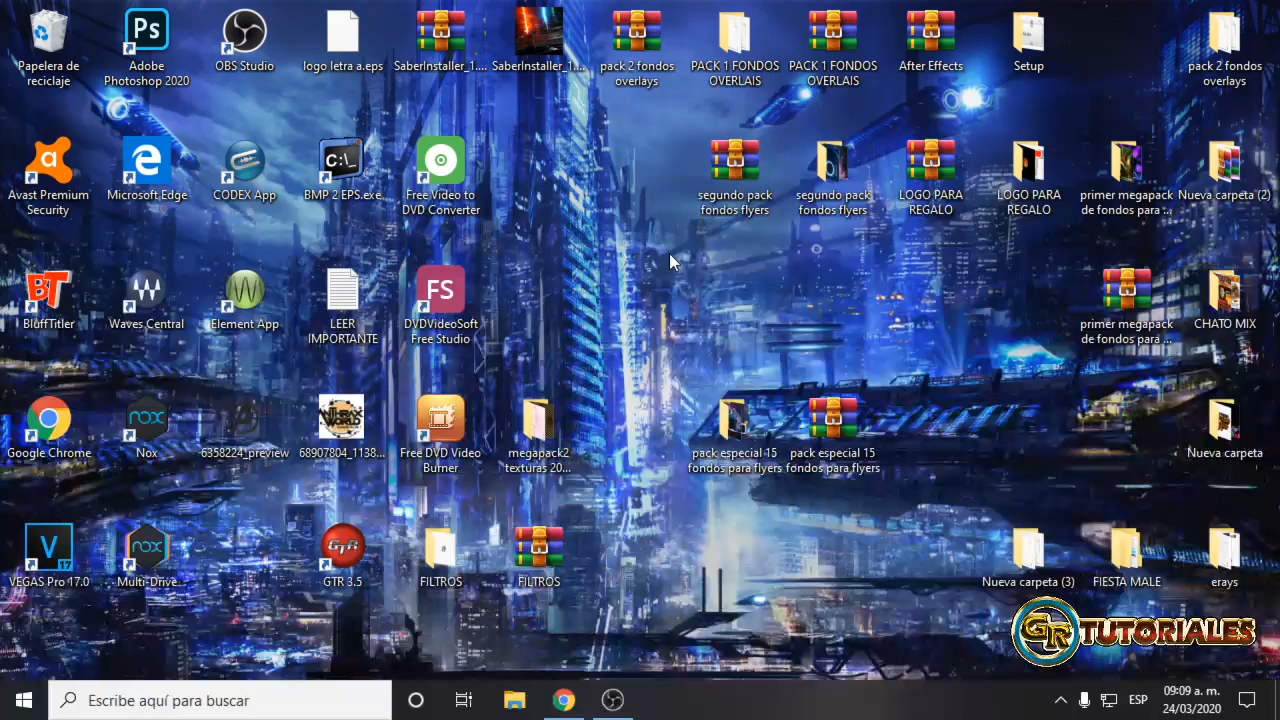 Papelera de
reciclaje
Adobe
Photoshop 2020
OBS Studio
logo letra a.eps
SaberInstaller_1....
SaberInstaller_1....
pack 2 fondos
overlays
PACK 1 FONDOS
OVERLAIS
PACK 1 FONDOS
OVERLAIS
After Effects
Setup
pack 2 fondos
overlays
Avast Premium
Security
Microsoft Edge
CODEX App
BMP 2 EPS.exe
Free Video to
DVD Converter
segundo pack
fondos flyers
segundo pack
fondos flyers
LOGO PARA
REGALO
LOGO PARA
REGALO
primer megapack
de fondos para ...
Nueva carpeta (2)
BluffTitler
Waves Central
Element App
LEER
IMPORTANTE
DVDVideoSoft
Free Studio
primer megapack
de fondos para ...
CHATO MIX
Google Chrome
Nox
6358224_preview
68907804_1138...
Free DVD Video
Burner
megapack2
texturas 20...
pack especial 15
fondos para flyers
pack especial 15
fondos para flyers
Nueva carpeta
VEGAS Pro 17.0
Multi-Drive...
GTR 3.5
FILTROS
FILTROS
Nueva carpeta (3)
FIESTA MALE
erays
GR TUTORIALES
Escribe aquí para buscar
ESP
09:09 a. m.
24/03/2020